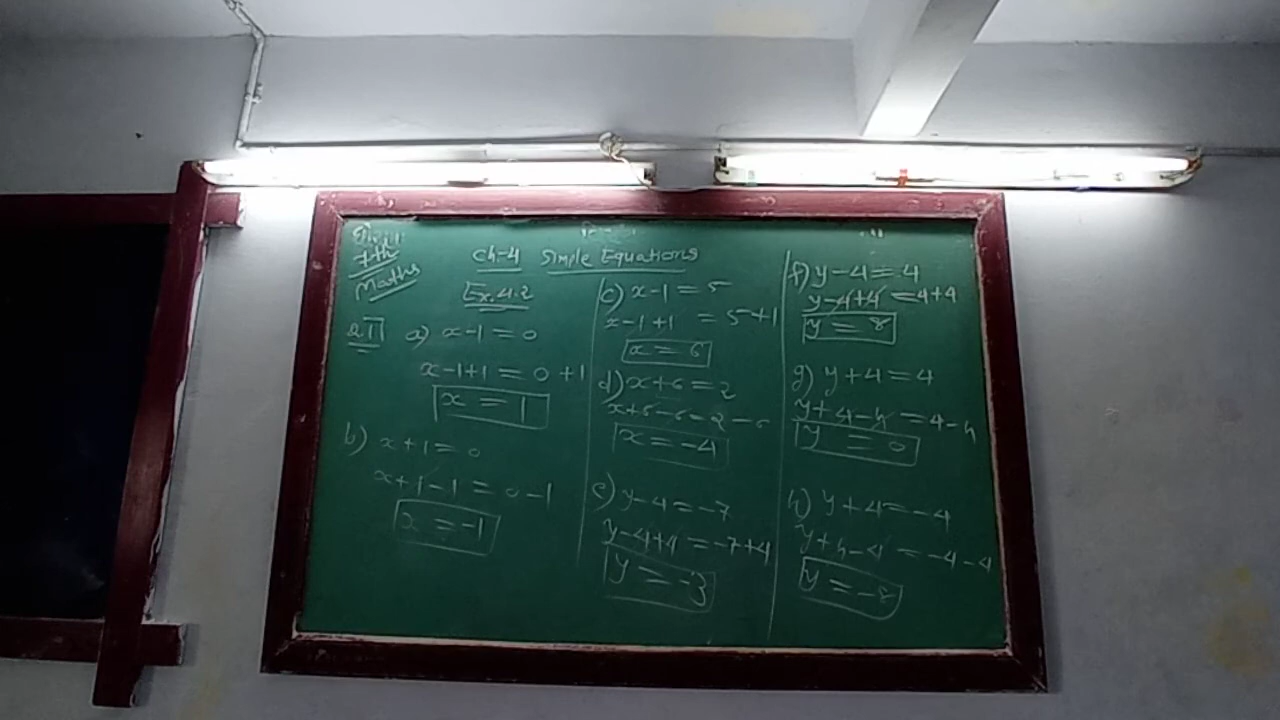 7th
Maths
Ch-4 Simple Equations
Ex. 4.2
Q1]
a) x-1 = 0
x-1+1 = 0+1
x = 1
b) x+1 = 0
x+1-1 = 0-1
x = -1
c) x-1 = 5
x-1+1 = 5+1
x = 6
d) x+6 = 2
x+6-6 = 2-6
x = -4
e) y-4 = -7
y-4+4 = -7+4
y = -3
f) y-4 = 4
y-4+4 = 4+4
y = 8
g) y+4 = 4
y+4-4 = 4-4
y = 0
h) y+4 = -4
y+4-4 = -4-4
y = -8